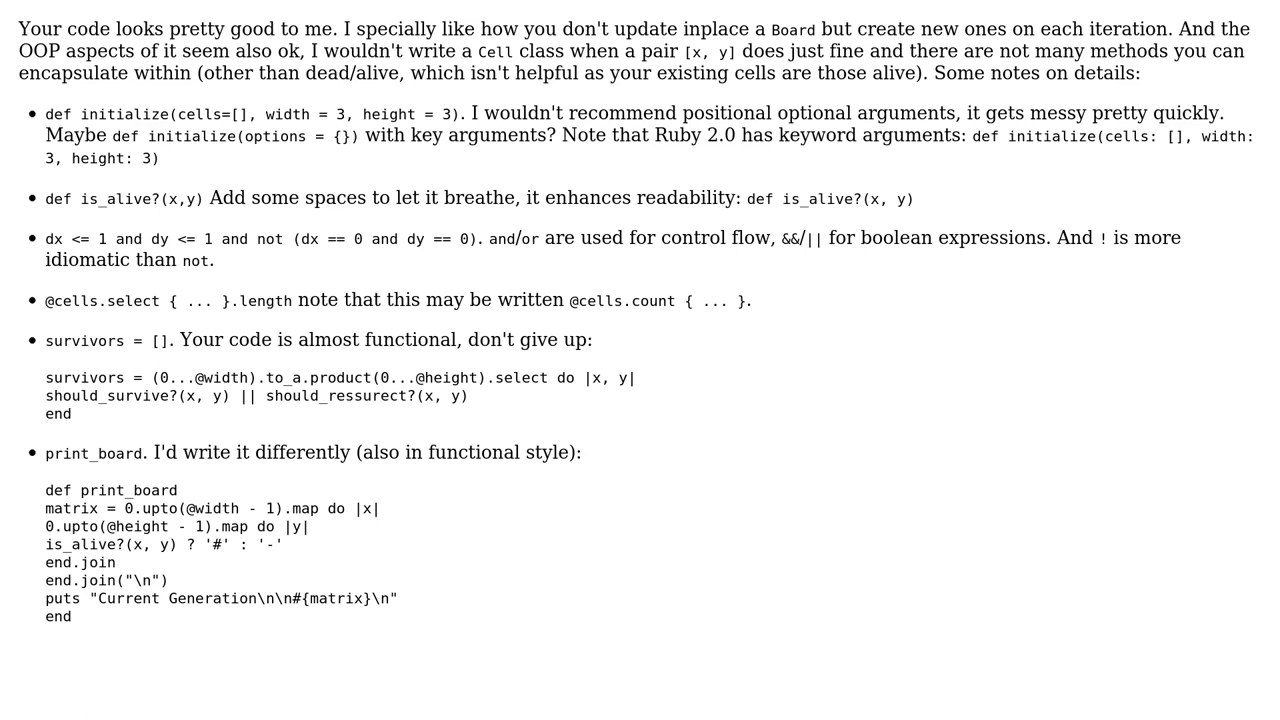 Your code looks pretty good to me. I specially like how you don't update inplace a Board but create new ones on each iteration. And the
OOP aspects of it seem also ok, I wouldn't write a Cell class when a pair [x, y] does just fine and there are not many methods you can
encapsulate within (other than dead/alive, which isn't helpful as your existing cells are those alive). Some notes on details:
• def initialize(cells=[], width = 3, height = 3). I wouldn't recommend positional optional arguments, it gets messy pretty quickly.
Maybe def initialize(options = {}) with key arguments? Note that Ruby 2.0 has keyword arguments: def initialize(cells: [], width:
3, height: 3)
• def is_alive?(x,y) Add some spaces to let it breathe, it enhances readability: def is_alive?(x, y)
• dx <= 1 and dy <= 1 and not (dx == 0 and dy == 0). and/or are used for control flow, &&/|| for boolean expressions. And ! is more
idiomatic than not.
• @cells.select { ... }.length note that this may be written @cells.count { ... }.
• survivors = []. Your code is almost functional, don't give up:
survivors = (0...@width).to_a.product(0...@height).select do |x, y|
should_survive?(x, y) || should_ressurect?(x, y)
end
• print_board. I'd write it differently (also in functional style):
def print_board
matrix = 0.upto(@width - 1).map do |x|
0.upto(@height - 1).map do |y|
is_alive?(x, y) ? '#' : '-'
end.join
end.join("\n")
puts "Current Generation\n\n#{matrix}\n"
end